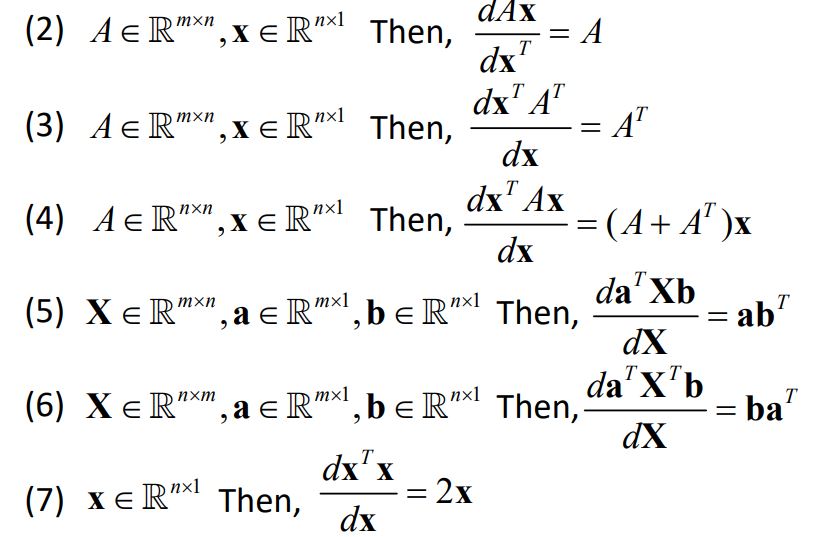 (2) A ∈ ℝ^{m×n}, 𝐱 ∈ ℝ^{n×1} Then, dA𝐱/d𝐱^T = A
(3) A ∈ ℝ^{m×n}, 𝐱 ∈ ℝ^{n×1} Then, d𝐱^T A^T/d𝐱 = A^T
(4) A ∈ ℝ^{n×n}, 𝐱 ∈ ℝ^{n×1} Then, d𝐱^T A𝐱/d𝐱 = (A + A^T)𝐱
(5) 𝐗 ∈ ℝ^{m×n}, 𝐚 ∈ ℝ^{m×1}, 𝐛 ∈ ℝ^{n×1} Then, d𝐚^T 𝐗𝐛/d𝐗 = 𝐚𝐛^T
(6) 𝐗 ∈ ℝ^{n×m}, 𝐚 ∈ ℝ^{m×1}, 𝐛 ∈ ℝ^{n×1} Then, d𝐚^T 𝐗^T 𝐛/d𝐗 = 𝐛𝐚^T
(7) 𝐱 ∈ ℝ^{n×1} Then, d𝐱^T 𝐱/d𝐱 = 2𝐱